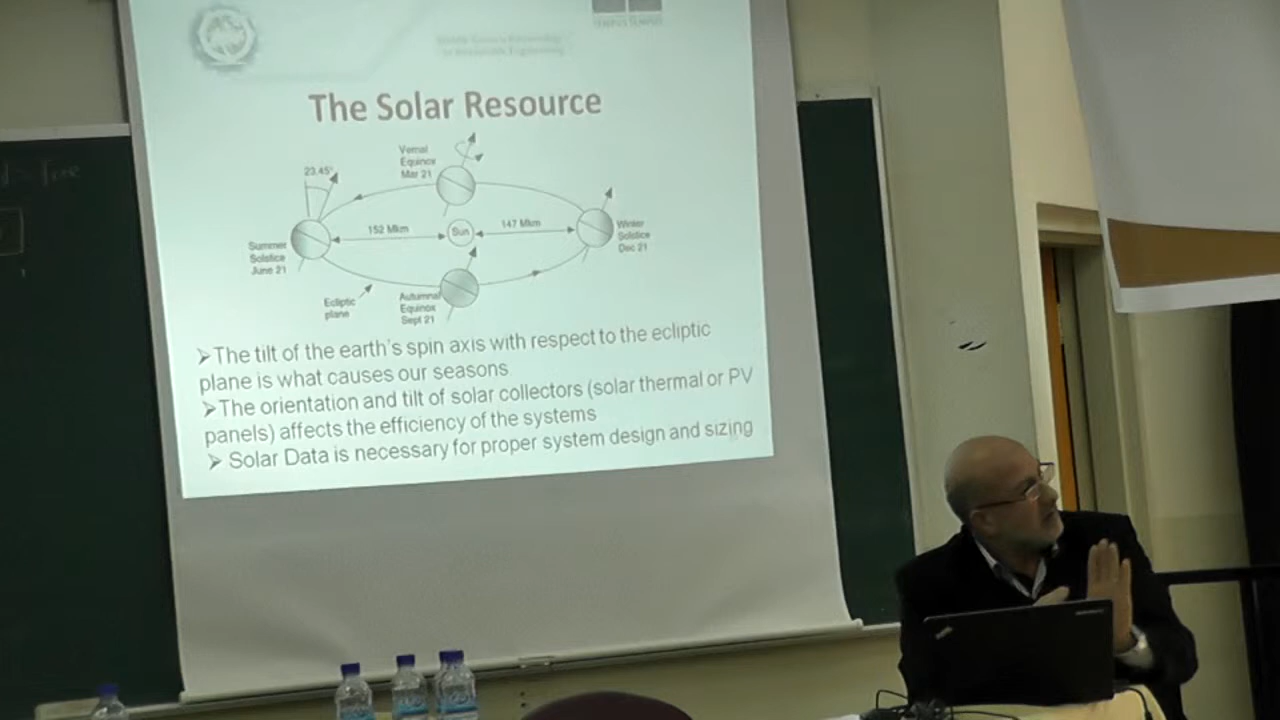 TEMPUS
The Solar Resource
Vernal
Equinox
Mar 21
23.45°
152 Mkm
Sun
147 Mkm
Winter
Solstice
Dec 21
Summer
Solstice
June 21
Ecliptic
plane
Autumnal
Equinox
Sept 21
➢The tilt of the earth's spin axis with respect to the ecliptic
plane is what causes our seasons
➢The orientation and tilt of solar collectors (solar thermal or PV
panels) affects the efficiency of the systems
➢ Solar Data is necessary for proper system design and sizing